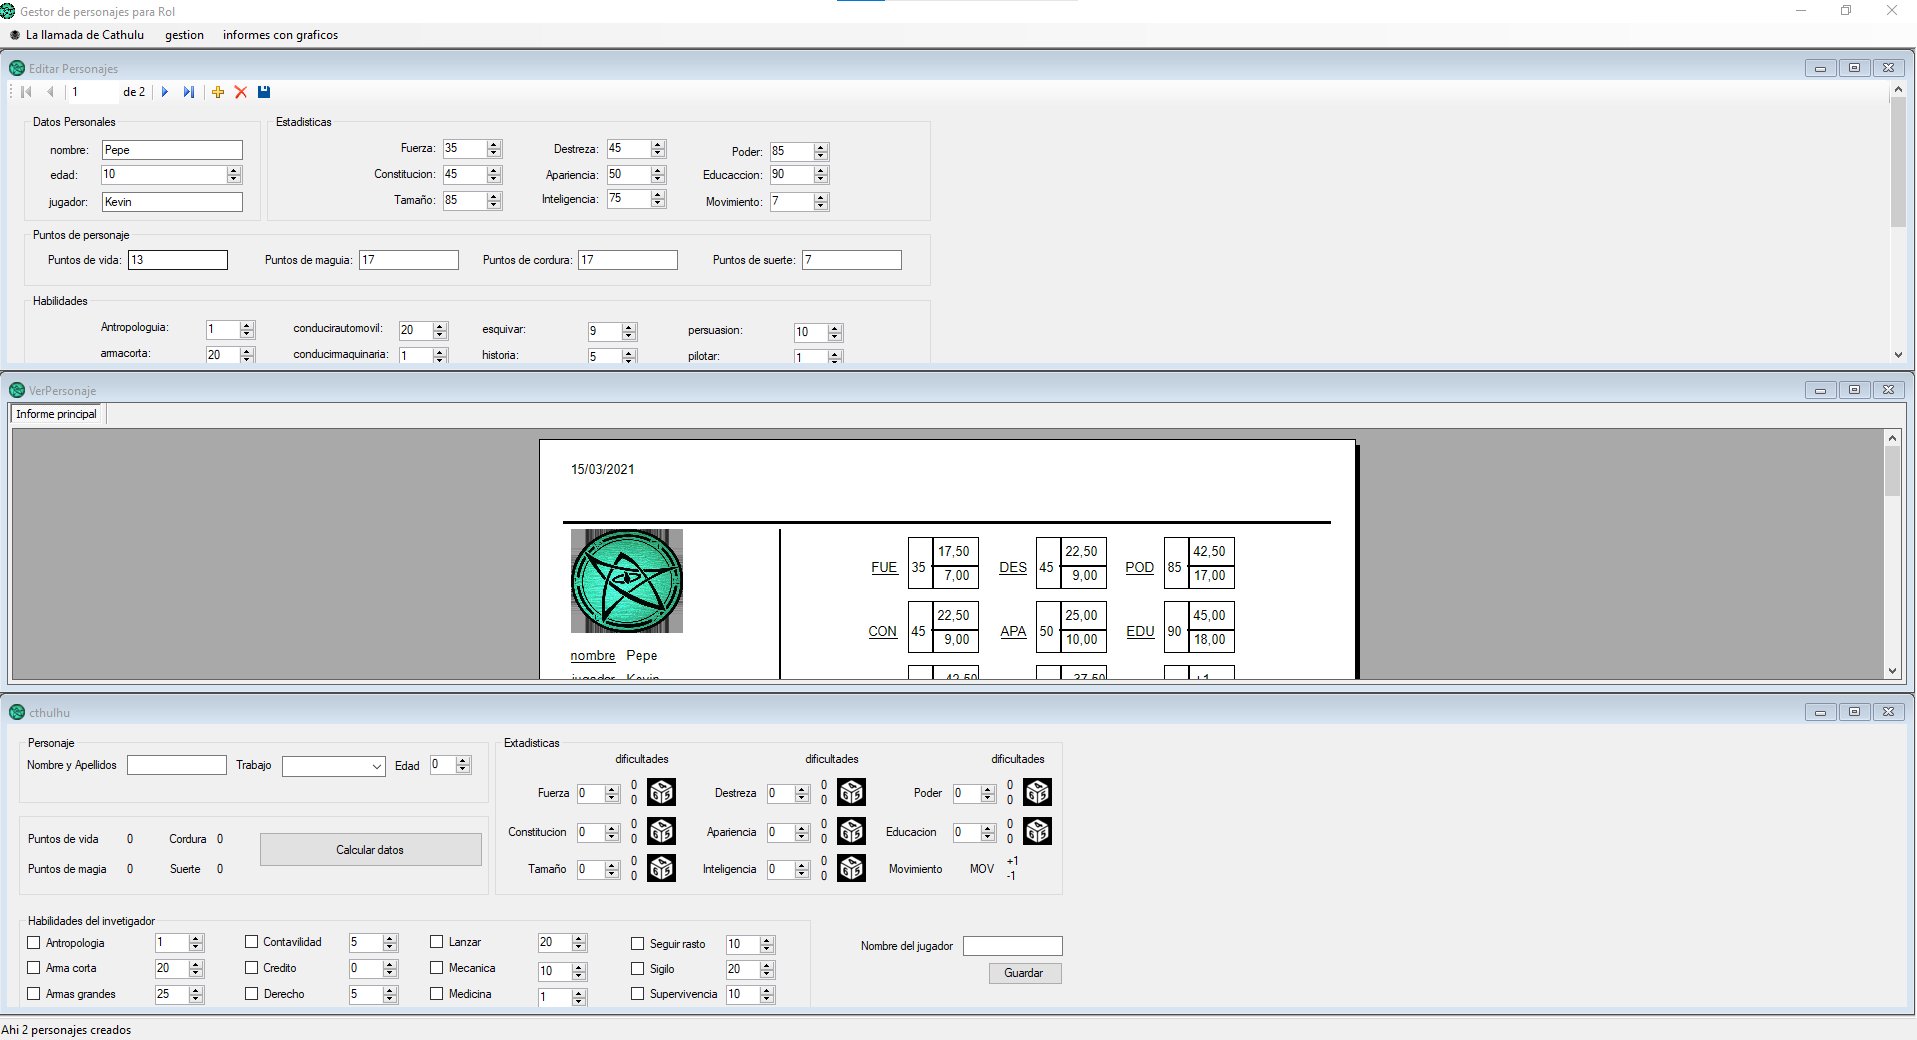 Gestor de personajes para Rol
La llamada de Cathulu gestion informes con graficos
Editar Personajes
1 de 2
Datos Personales
nombre: Pepe
edad: 10
jugador: Kevin
Estadisticas
Fuerza: 35 Destreza: 45 Poder: 85
Constitucion: 45 Apariencia: 50 Educaccion: 90
Tamaño: 85 Inteligencia: 75 Movimiento: 7
Puntos de personaje
Puntos de vida: 13 Puntos de maguia: 17 Puntos de cordura: 17 Puntos de suerte: 7
Habilidades
Antropologuia: 1 conducirautomovil: 20 esquivar: 9 persuasion: 10
armacorta: 20 conducimaquinaria: 1 historia: 5 pilotar: 1
VerPersonaje
Informe principal
15/03/2021
FUE 35 17,50 7,00 DES 45 22,50 9,00 POD 85 42,50 17,00
CON 45 22,50 9,00 APA 50 25,00 10,00 EDU 90 45,00 18,00
nombre Pepe
jugador Kevin 42,50 37,50 +1
cthulhu
Personaje
Nombre y Apellidos Trabajo Edad 0
Puntos de vida 0 Cordura 0
Puntos de magia 0 Suerte 0
Calcular datos
Extadisticas
dificultades dificultades dificultades
Fuerza 0 0 0 Destreza 0 0 0 Poder 0 0 0
Constitucion 0 0 0 Apariencia 0 0 0 Educacion 0 0 0
Tamaño 0 0 0 Inteligencia 0 0 0 Movimiento MOV +1 -1
Habilidades del invetigador
Antropologia 1 Contavilidad 5 Lanzar 20 Seguir rasto 10
Arma corta 20 Credito 0 Mecanica 10 Sigilo 20
Armas grandes 25 Derecho 5 Medicina 1 Supervivencia 10
Nombre del jugador
Guardar
Ahi 2 personajes creados